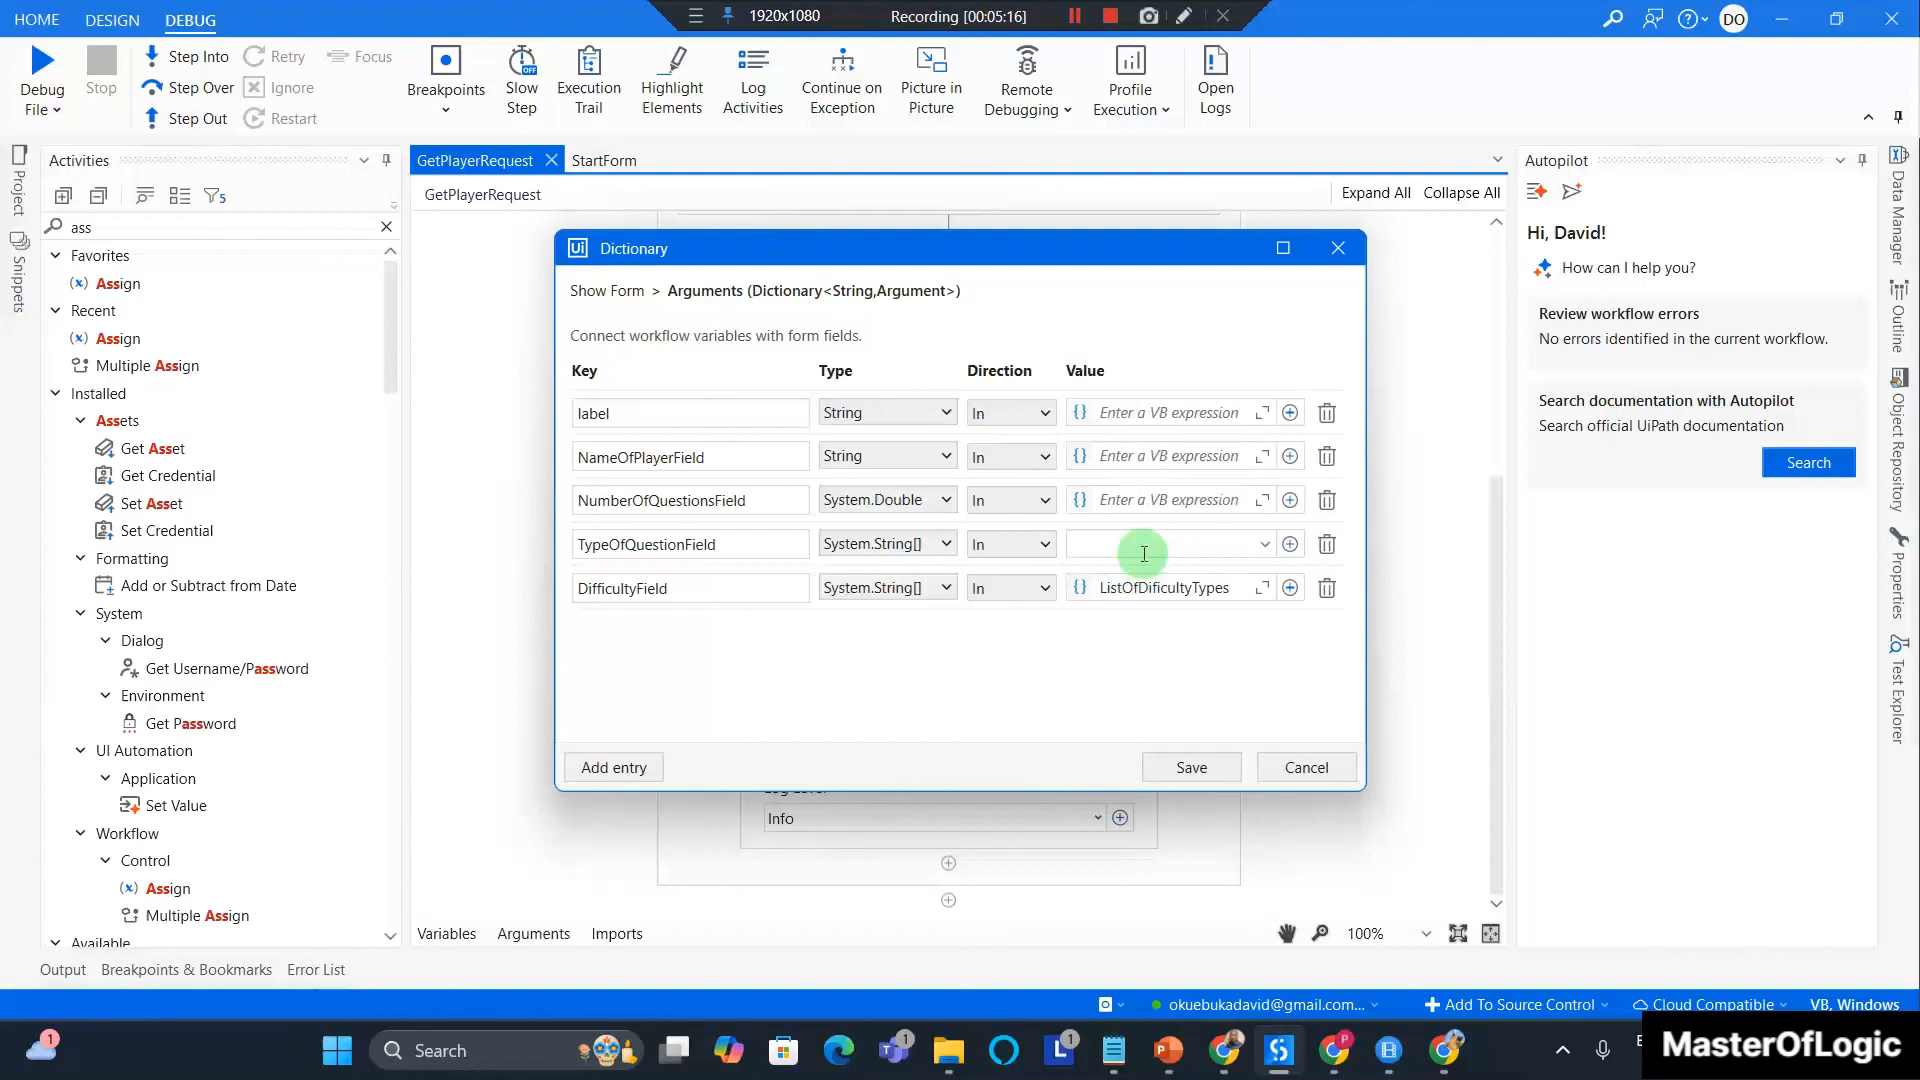 HOME DESIGN DEBUG
1920x1080
Recording [00:05:16]
DO
Debug File
Stop
Step Into
Step Over
Step Out
Retry
Ignore
Restart
Focus
Breakpoints
Slow Step
Execution Trail
Highlight Elements
Log Activities
Continue on Exception
Picture in Picture
Remote Debugging
Profile Execution
Open Logs
Project
Snippets
Activities
5
ass
Favorites
Assign
Recent
Assign
Multiple Assign
Installed
Assets
Get Asset
Get Credential
Set Asset
Set Credential
Formatting
Add or Subtract from Date
System
Dialog
Get Username/Password
Environment
Get Password
UI Automation
Application
Set Value
Workflow
Control
Assign
Multiple Assign
Available
GetPlayerRequest StartForm
GetPlayerRequest
Expand All Collapse All
Ui Dictionary
Show Form > Arguments (Dictionary<String,Argument>)
Connect workflow variables with form fields.
Key Type Direction Value
label String In {} Enter a VB expression
NameOfPlayerField String In {} Enter a VB expression
NumberOfQuestionsField System.Double In {} Enter a VB expression
TypeOfQuestionField System.String[] In
DifficultyField System.String[] In {} ListOfDificultyTypes
Add entry Save Cancel
Info
Variables Arguments Imports
100%
Autopilot
Hi, David!
How can I help you?
Review workflow errors
No errors identified in the current workflow.
Search documentation with Autopilot
Search official UiPath documentation
Search
Data Manager
Outline
Object Repository
Properties
Test Explorer
Output Breakpoints & Bookmarks Error List
okuebukadavid@gmail.com...
Add To Source Control
Cloud Compatible
VB, Windows
1
Search
1
1
MasterOfLogic